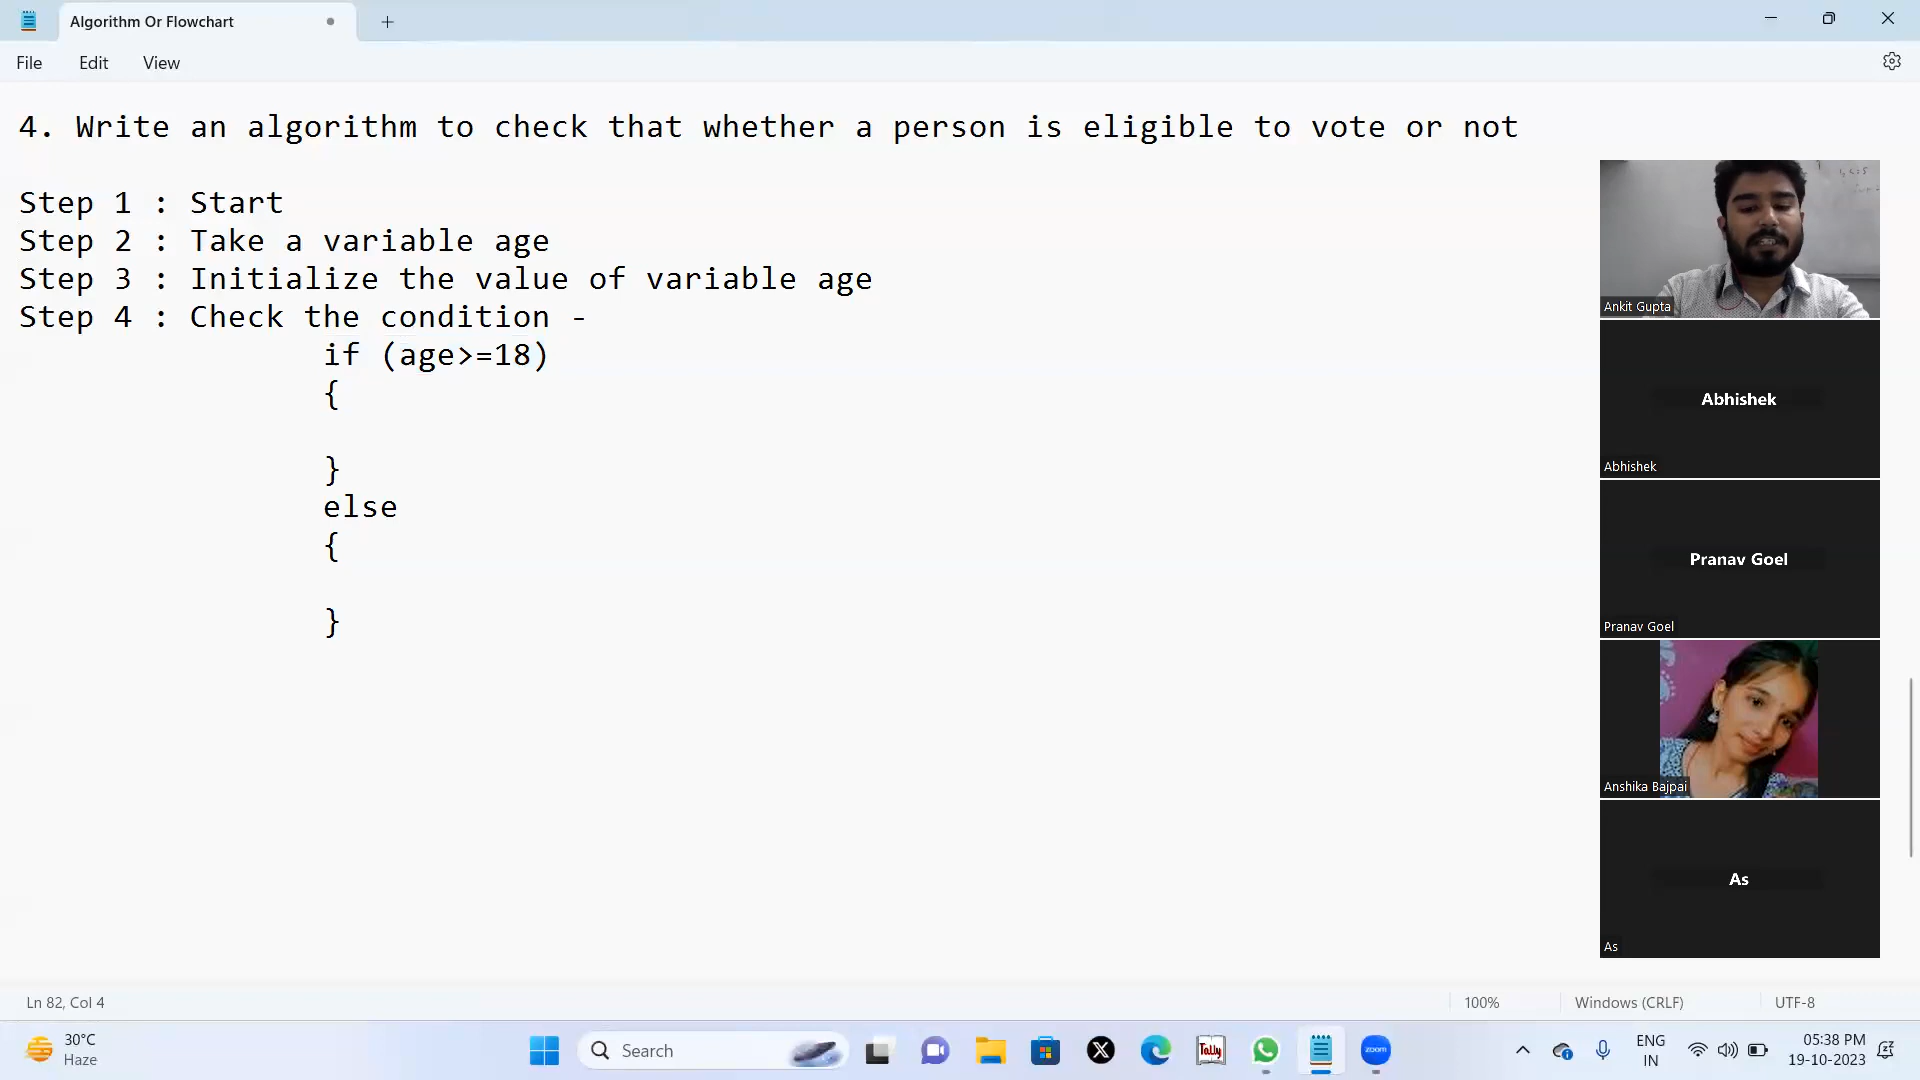 Algorithm Or Flowchart
File Edit View
4. Write an algorithm to check that whether a person is eligible to vote or not
Step 1 : Start
Step 2 : Take a variable age
Step 3 : Initialize the value of variable age
Step 4 : Check the condition -
if (age>=18)
{
}
else
{
}
Ankit Gupta
Abhishek
Abhishek
Pranav Goel
Pranav Goel
Anshika Bajpai
As
As
Ln 82, Col 4
100%
Windows (CRLF)
UTF-8
30°C
Haze
Search
Tally
zoom
ENG
IN
05:38 PM
19-10-2023